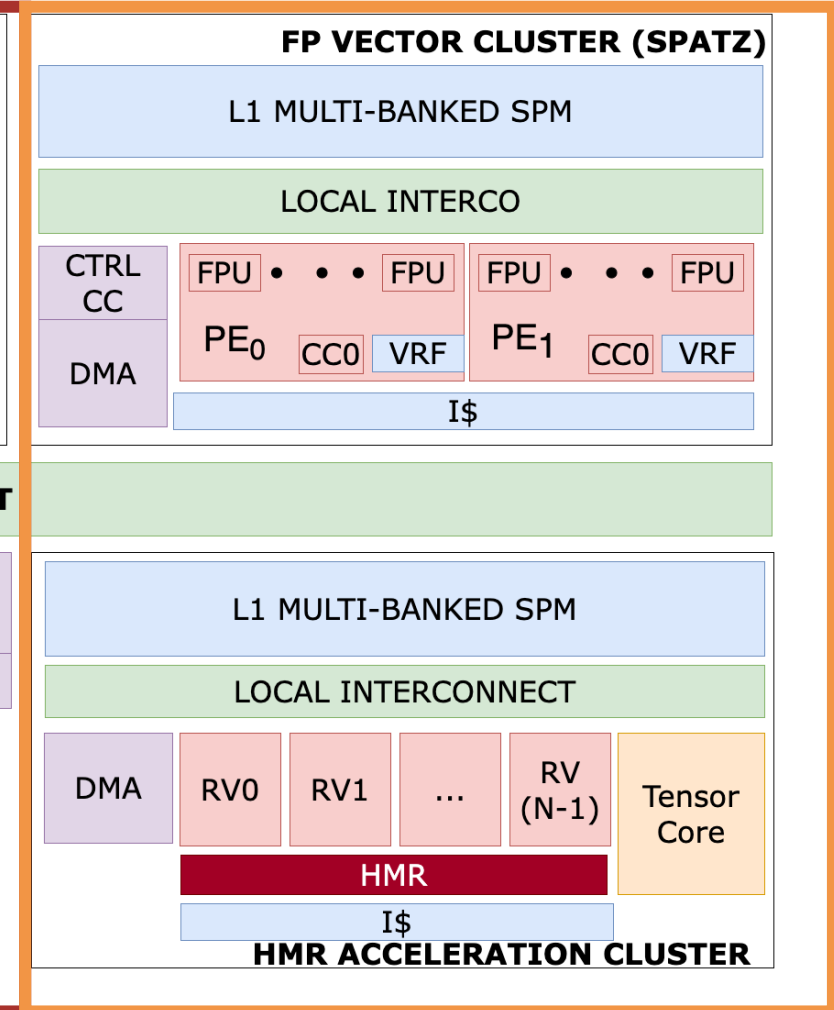 FP VECTOR CLUSTER (SPATZ)
L1 MULTI-BANKED SPM
LOCAL INTERCO
CTRL
CC
DMA
FPU • • • FPU
PE0
CC0
VRF
FPU • • • FPU
PE1
CC0
VRF
I$
T
L1 MULTI-BANKED SPM
LOCAL INTERCONNECT
DMA
RV0
RV1
...
RV
(N-1)
Tensor
Core
HMR
I$
HMR ACCELERATION CLUSTER